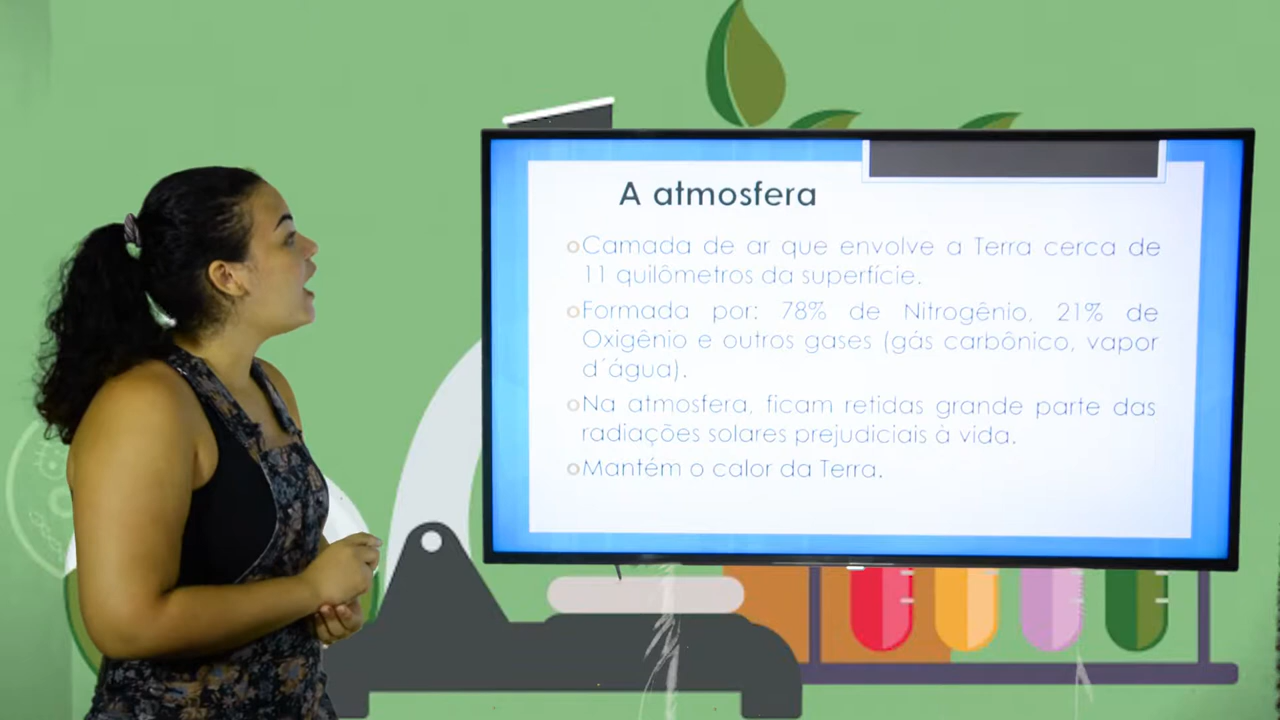 A atmosfera
Camada de ar que envolve a Terra cerca de
11 quilômetros da superfície.
Formada por: 78% de Nitrogênio, 21% de
Oxigênio e outros gases (gás carbônico, vapor
d´água).
Na atmosfera, ficam retidas grande parte das
radiações solares prejudiciais à vida.
Mantém o calor da Terra.